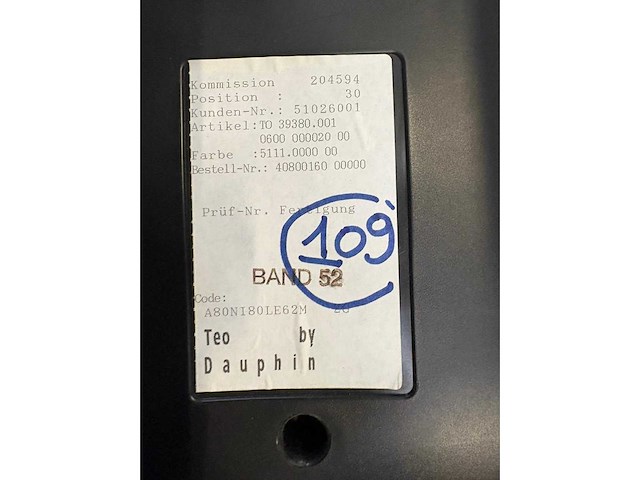 Kommission 204594
Position : 30
Kunden-Nr.: 51026001
Artikel: TO 39380.001
0600 000020 00
Farbe : 5111.0000 00
Bestell-Nr.: 40800160 00000
Prüf-Nr. Fertigung
109
BAND 52
Code:
A80NI80LE62M
Teo by
Dauphin